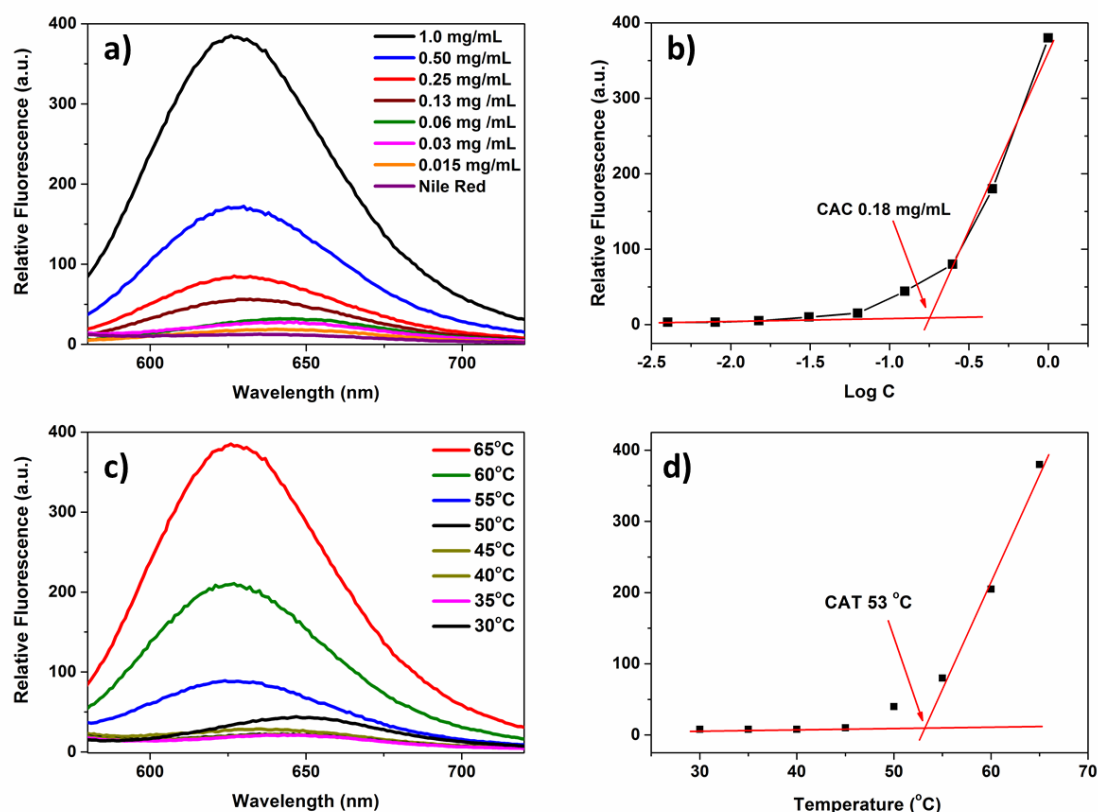 a)
400
300
200
100
0
Relative Fluorescence (a.u.)
1.0 mg/mL
0.50 mg/mL
0.25 mg/mL
0.13 mg /mL
0.06 mg /mL
0.03 mg /mL
0.015 mg/mL
Nile Red
600 650 700
Wavelength (nm)
b)
400
300
200
100
0
Relative Fluorescence (a.u.)
CAC 0.18 mg/mL
-2.5 -2.0 -1.5 -1.0 -0.5 0.0
Log C
c)
400
300
200
100
0
Relative Fluorescence (a.u.)
65°C
60°C
55°C
50°C
45°C
40°C
35°C
30°C
600 650 700
Wavelength (nm)
d)
400
300
200
100
0
Relative Fluorescence (a.u.)
CAT 53 °C
30 40 50 60 70
Temperature (°C)